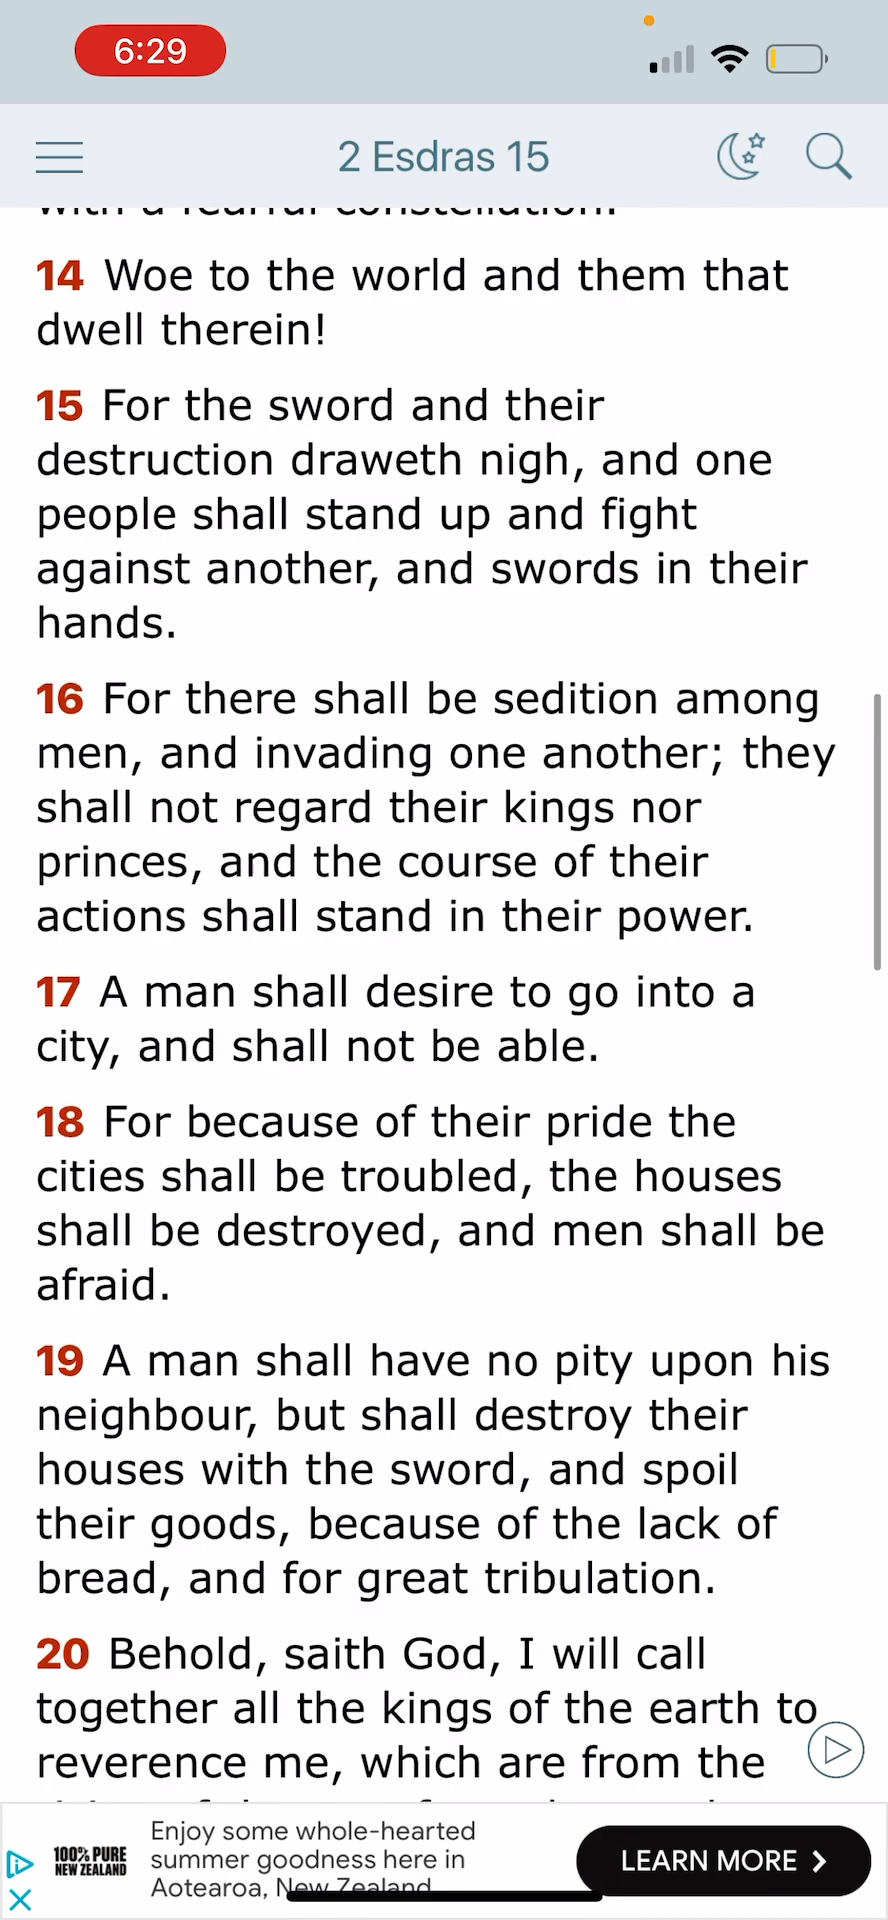 6:29
2 Esdras 15
with a fearful constellation.
14 Woe to the world and them that
dwell therein!
15 For the sword and their
destruction draweth nigh, and one
people shall stand up and fight
against another, and swords in their
hands.
16 For there shall be sedition among
men, and invading one another; they
shall not regard their kings nor
princes, and the course of their
actions shall stand in their power.
17 A man shall desire to go into a
city, and shall not be able.
18 For because of their pride the
cities shall be troubled, the houses
shall be destroyed, and men shall be
afraid.
19 A man shall have no pity upon his
neighbour, but shall destroy their
houses with the sword, and spoil
their goods, because of the lack of
bread, and for great tribulation.
20 Behold, saith God, I will call
together all the kings of the earth to
reverence me, which are from the
100% PURE
NEW ZEALAND
Enjoy some whole-hearted
summer goodness here in
Aotearoa, New Zealand
LEARN MORE